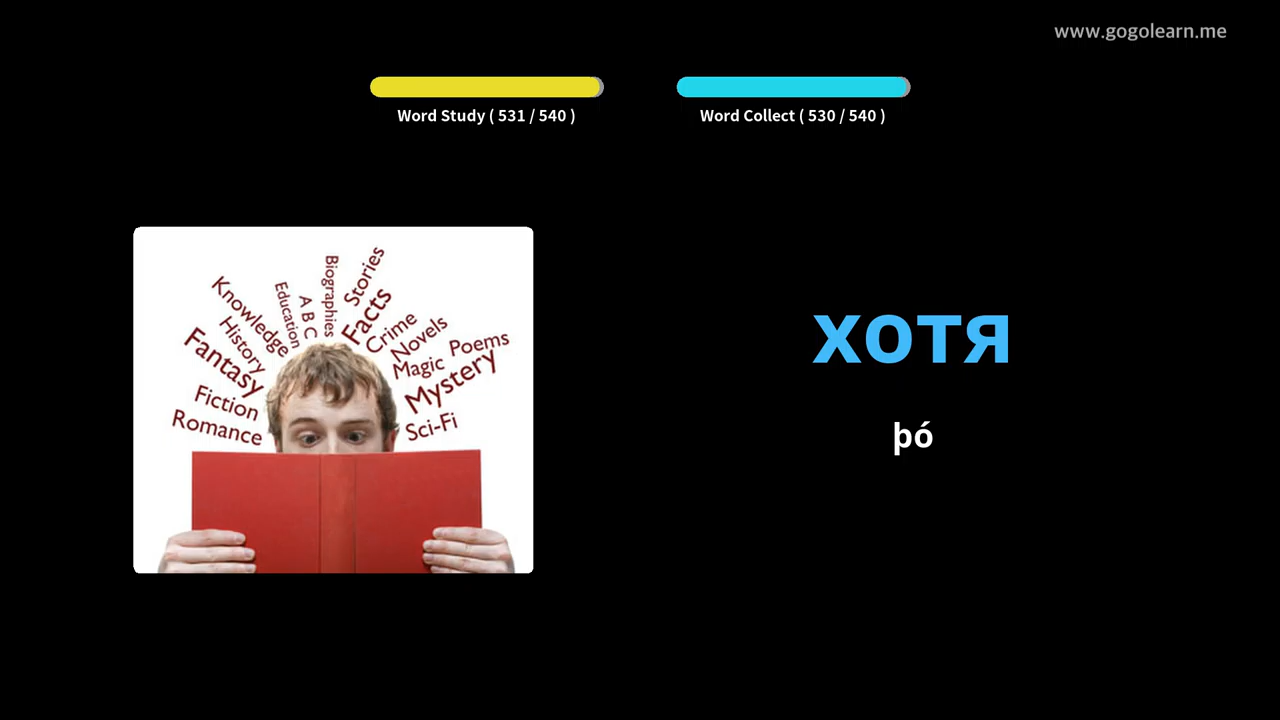 www.gogolearn.me
Word Study ( 531 / 540 )
Word Collect ( 530 / 540 )
Knowledge
History
Fantasy
Fiction
Romance
Education
A B C
Biographies
Stories
Facts
Crime
Novels
Magic
Poems
Mystery
Sci-Fi
хотя
þó